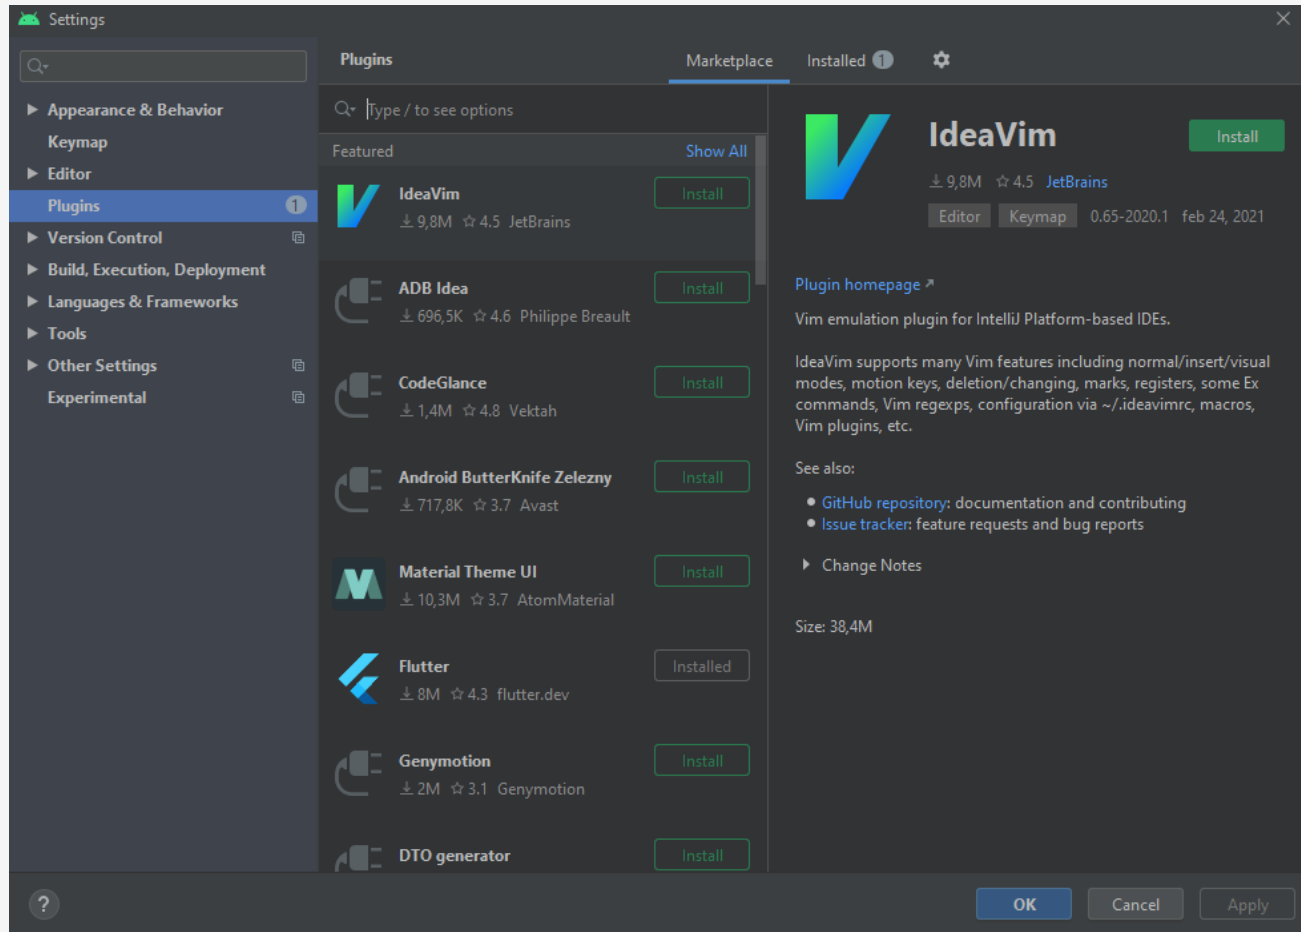 Settings
Appearance & Behavior
Keymap
Editor
Plugins 1
Version Control
Build, Execution, Deployment
Languages & Frameworks
Tools
Other Settings
Experimental
Plugins
Marketplace
Installed 1
Type / to see options
Featured
Show All
IdeaVim
Install
9,8M 4.5 JetBrains
ADB Idea
Install
696,5K 4.6 Philippe Breault
CodeGlance
Install
1,4M 4.8 Vektah
Android ButterKnife Zelezny
Install
717,8K 3.7 Avast
Material Theme UI
Install
10,3M 3.7 AtomMaterial
Flutter
Installed
8M 4.3 flutter.dev
Genymotion
Install
2M 3.1 Genymotion
DTO generator
Install
IdeaVim
Install
9,8M 4.5 JetBrains
Editor Keymap 0.65-2020.1 feb 24, 2021
Plugin homepage ↗
Vim emulation plugin for IntelliJ Platform-based IDEs.
IdeaVim supports many Vim features including normal/insert/visual
modes, motion keys, deletion/changing, marks, registers, some Ex
commands, Vim regexps, configuration via ~/.ideavimrc, macros,
Vim plugins, etc.
See also:
• GitHub repository: documentation and contributing
• Issue tracker: feature requests and bug reports
Change Notes
Size: 38,4M
?
OK
Cancel
Apply